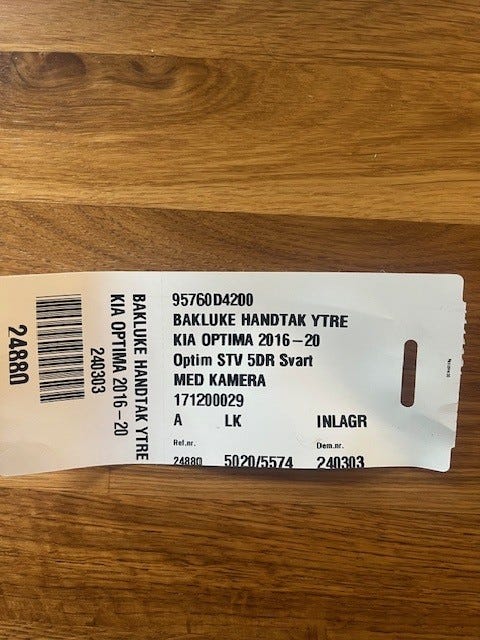 95760D4200
BAKLUKE HANDTAK YTRE
KIA OPTIMA 2016-20
Optim STV 5DR Svart
MED KAMERA
171200029
A LK INLAGR
Ref.nr. Dem.nr.
24880 5020/5574 240303
BAKLUKE HANDTAK YTRE
KIA OPTIMA 2016-20
240303
24880